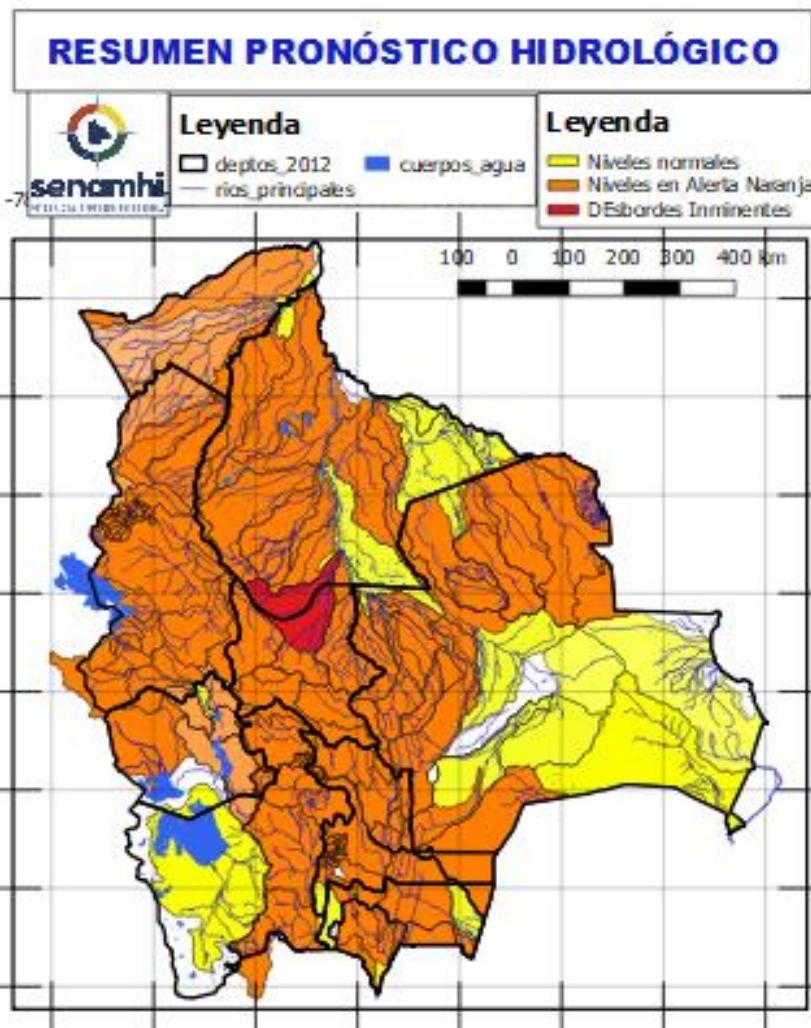 RESUMEN PRONÓSTICO HIDROLÓGICO
senamhi
Leyenda
deptos_2012
cuerpos_agua
rios_principales
Leyenda
Niveles normales
Niveles en Alerta Naranja
DEsbordes Inminentes
100 0 100 200 300 400 km